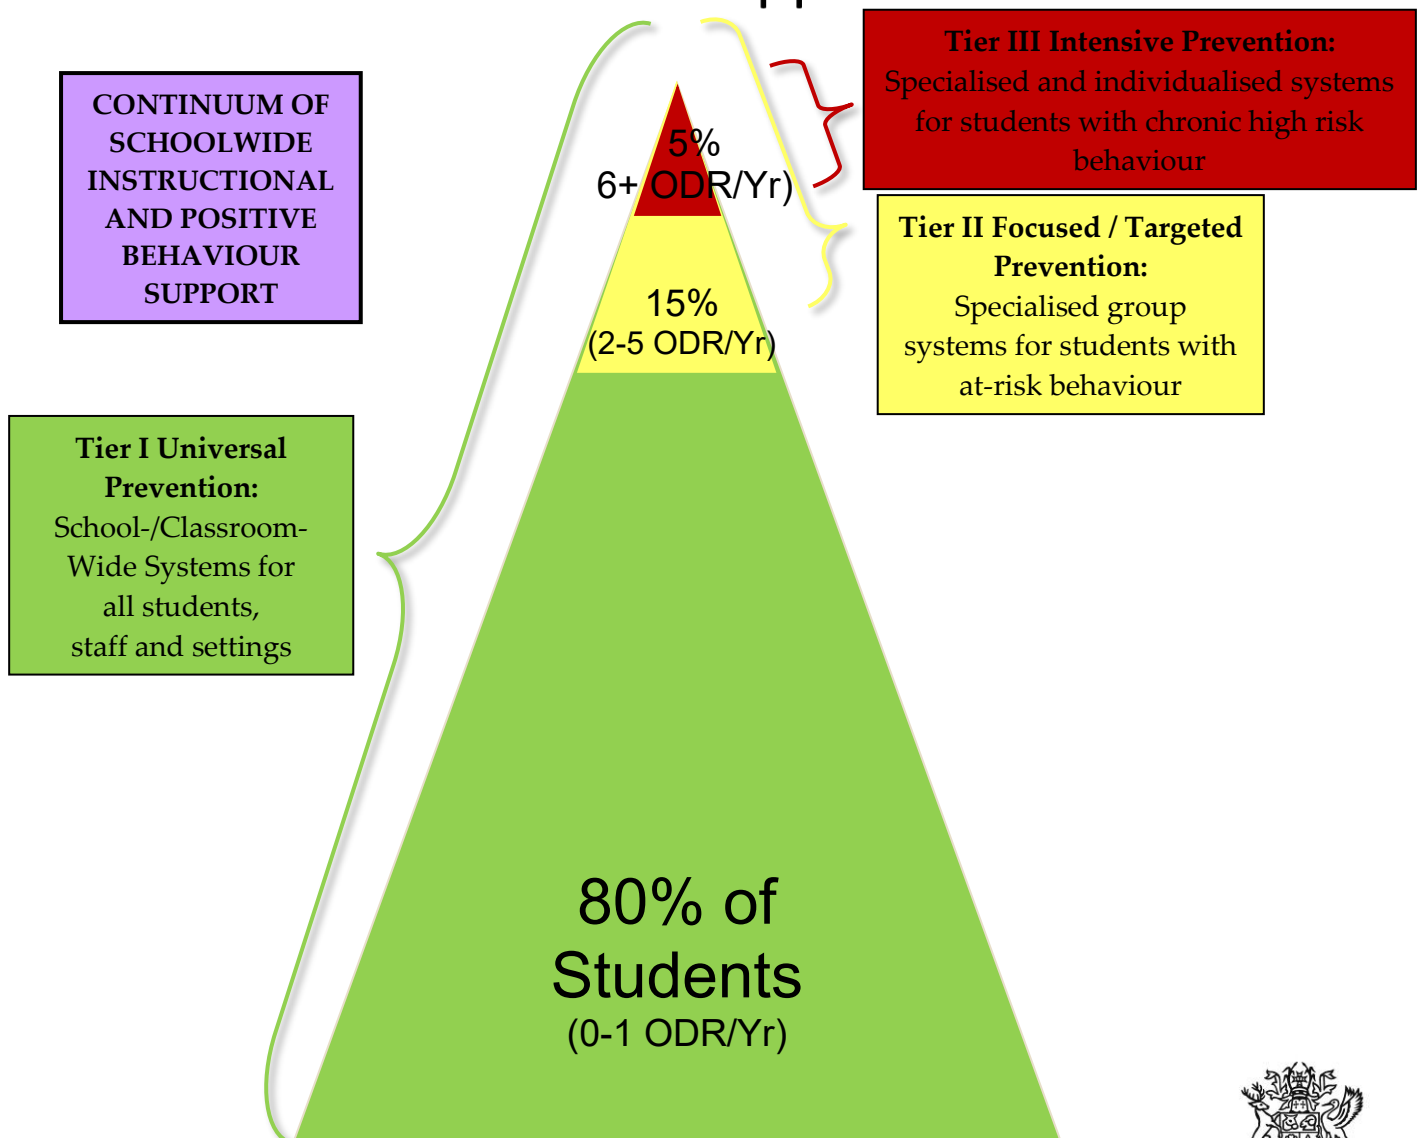 Tier III Intensive Prevention:
Specialised and individualised systems
for students with chronic high risk
behaviour
CONTINUUM OF
SCHOOLWIDE
INSTRUCTIONAL
AND POSITIVE
BEHAVIOUR
SUPPORT
5%
6+ ODR/Yr)
Tier II Focused / Targeted
Prevention:
Specialised group
systems for students with
at-risk behaviour
15%
(2-5 ODR/Yr)
Tier I Universal
Prevention:
School-/Classroom-
Wide Systems for
all students,
staff and settings
80% of
Students
(0-1 ODR/Yr)